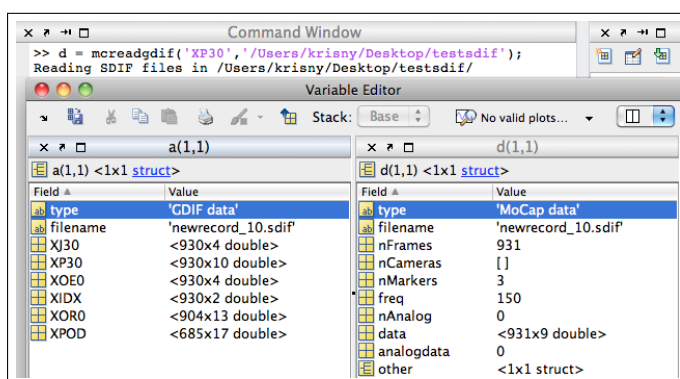 Command Window
>> d = mcreadgdif('XP30','/Users/krisny/Desktop/testsdif');
Reading SDIF files in /Users/krisny/Desktop/testsdif/
Variable Editor
Stack: Base No valid plots...
a(1,1)
a(1,1) <1x1 struct>
Field Value
type 'GDIF data'
filename 'newrecord_10.sdif'
XJ30 <930x4 double>
XP30 <930x10 double>
XOE0 <930x4 double>
XIDX <930x2 double>
XOR0 <904x13 double>
XPOD <685x17 double>
d(1,1)
d(1,1) <1x1 struct>
Field Value
type 'MoCap data'
filename 'newrecord_10.sdif'
nFrames 931
nCameras []
nMarkers 3
freq 150
nAnalog 0
data <931x9 double>
analogdata 0
other <1x1 struct>